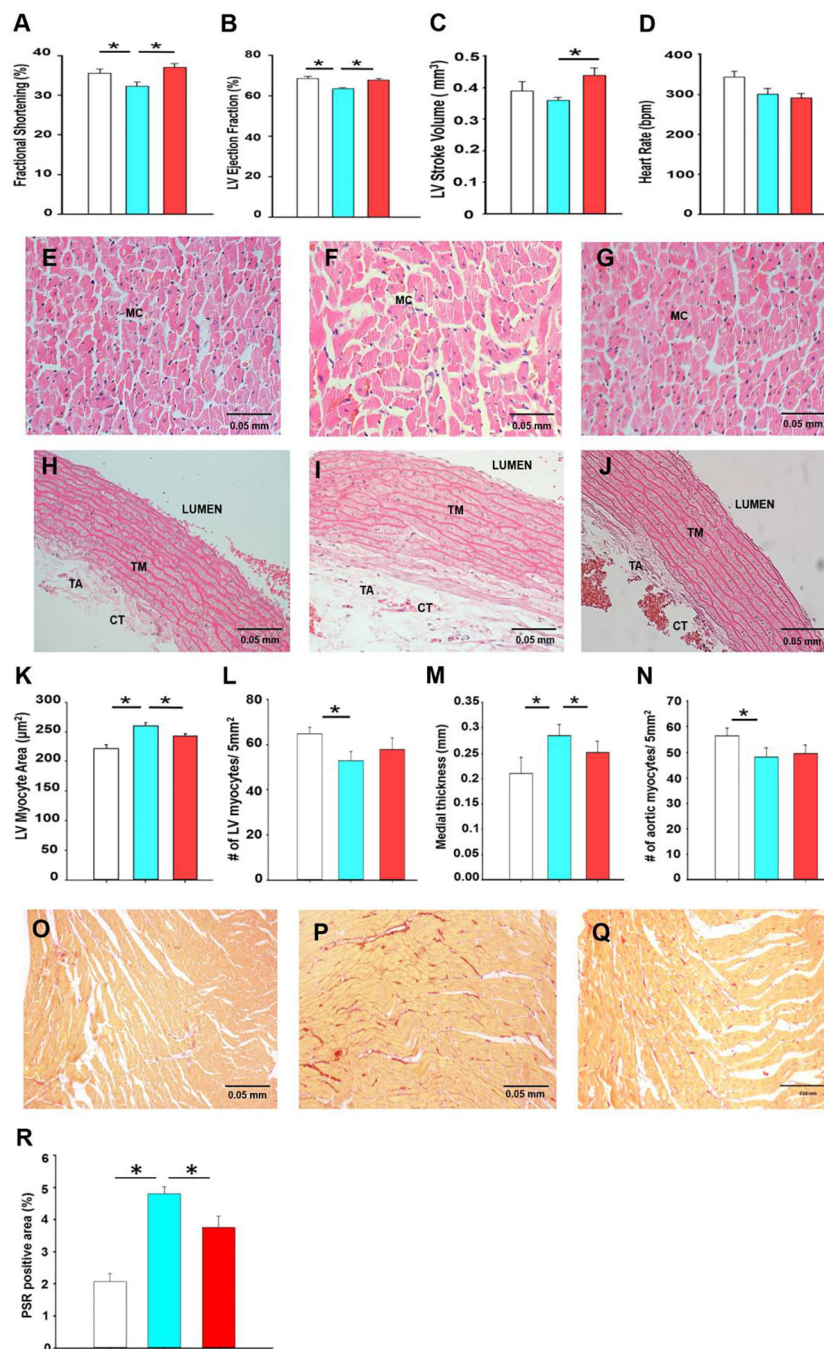 A
B
C
D
* *
* *
*
Fractional Shortening (%)
40
30
20
10
0
LV Ejection Fraction (%)
80
60
40
20
0
LV Stroke Volume ( mm³)
0.5
0.4
0.3
0.2
0.1
0
Heart Rate (bpm)
400
300
200
100
0
E
MC
0.05 mm
F
MC
0.05 mm
G
MC
0.05 mm
H
LUMEN
TM
TA
CT
0.05 mm
I
LUMEN
TM
TA
CT
0.05 mm
J
LUMEN
TM
TA
CT
0.05 mm
K
L
M
N
* *
*
* *
*
LV Myocyte Area (µm²)
300
250
200
150
100
50
0
# of LV myocytes/ 5mm²
80
60
40
20
0
Medial thickness (mm)
0.35
0.3
0.25
0.2
0.15
0.10
0.05
0.00
# of aortic myocytes/ 5mm²
70
60
50
40
30
20
10
0
O
0.05 mm
P
0.05 mm
Q
R
* *
PSR positive area (%)
6
5
4
3
2
1
0